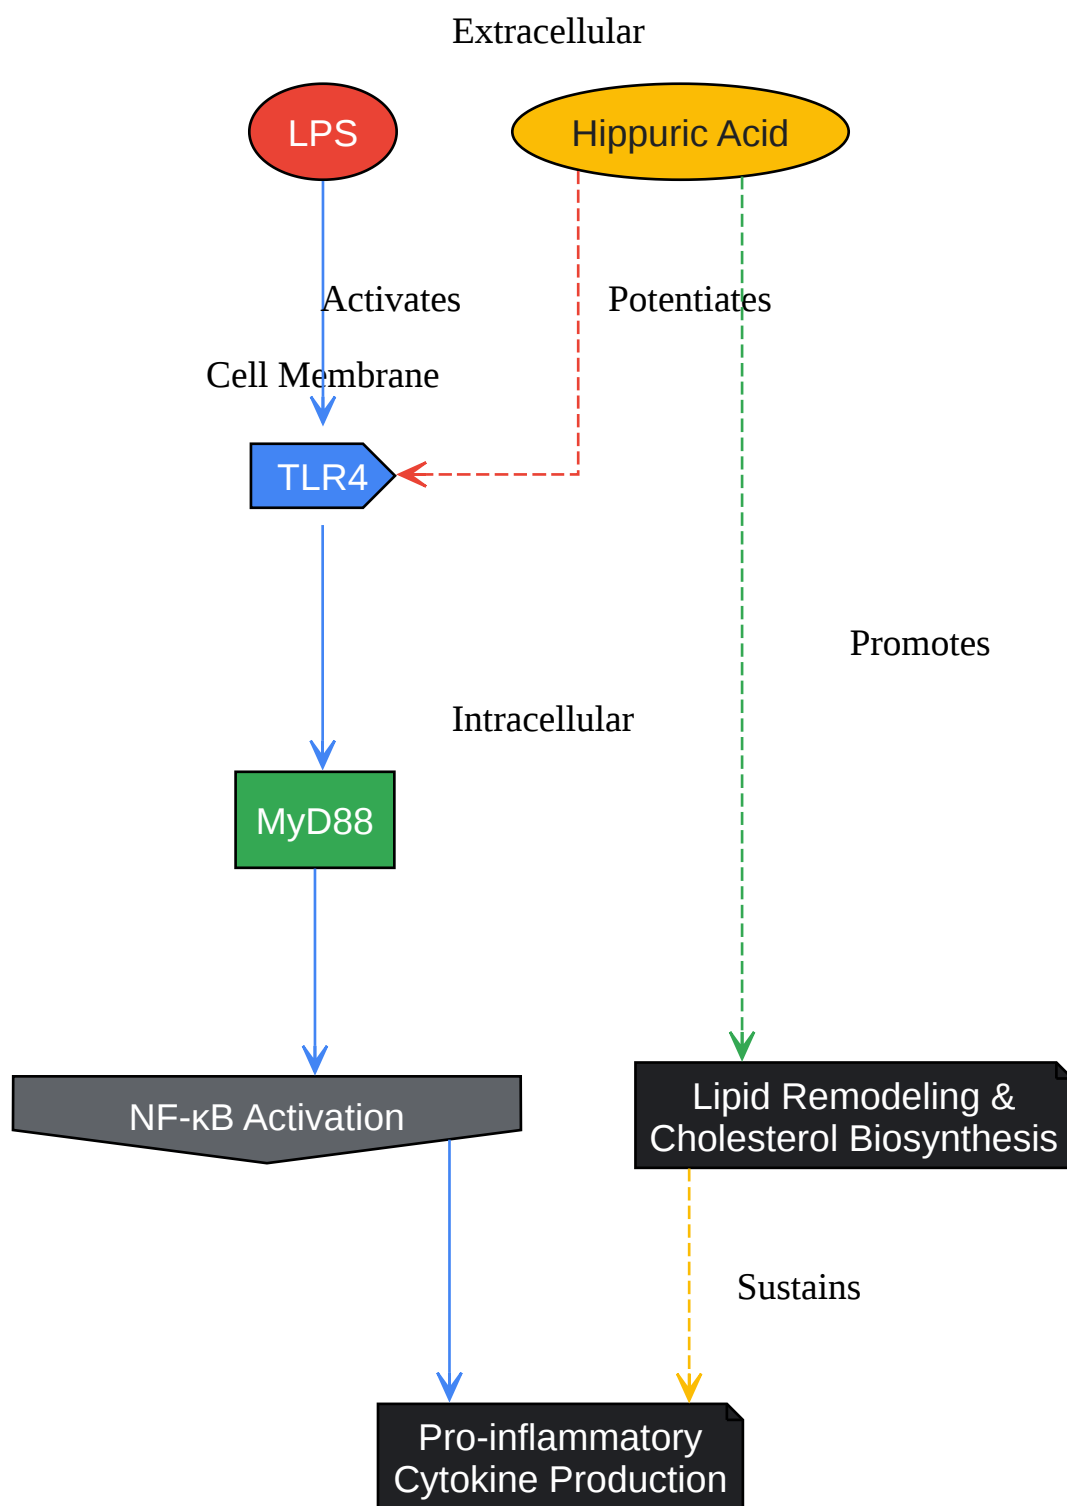 Extracellular
LPS
Hippuric Acid
Activates
Potentiates
Cell Membrane
TLR4
Promotes
Intracellular
MyD88
NF-κB Activation
Lipid Remodeling &
Cholesterol Biosynthesis
Sustains
Pro-inflammatory
Cytokine Production